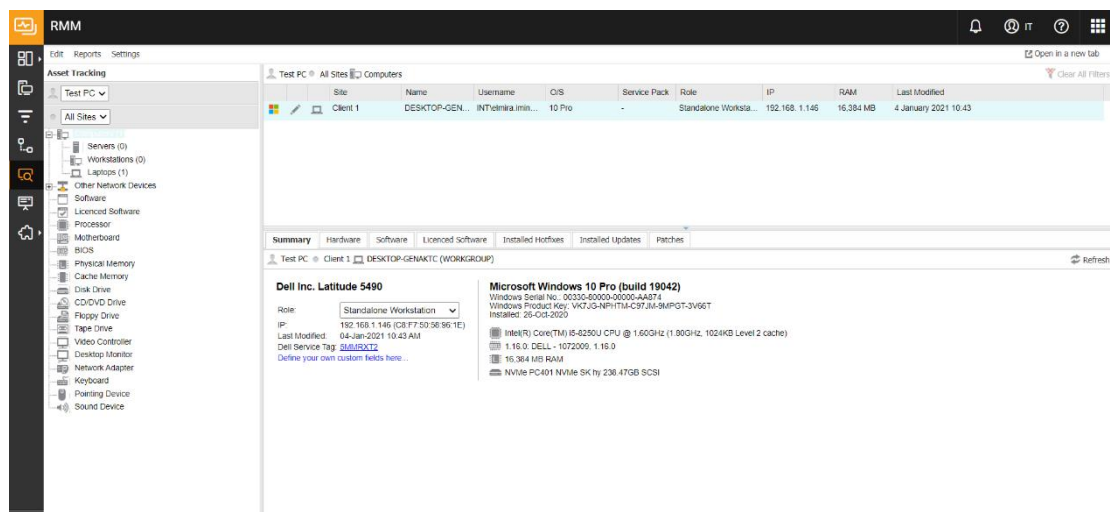 RMM
IT
Edit Reports Settings
Open in a new tab
Asset Tracking
Test PC
All Sites
Servers (0)
Workstations (0)
Laptops (1)
Other Network Devices
Software
Licenced Software
Processor
Motherboard
BIOS
Physical Memory
Cache Memory
Disk Drive
CD/DVD Drive
Floppy Drive
Tape Drive
Video Controller
Desktop Monitor
Network Adapter
Keyboard
Pointing Device
Sound Device
Test PC All Sites Computers
Clear All Filters
Site Name Username O/S Service Pack Role IP RAM Last Modified
Client 1 DESKTOP-GEN... INT\elmira.imin... 10 Pro - Standalone Worksta... 192.168. 1.146 16,384 MB 4 January 2021 10:43
Summary Hardware Software Licenced Software Installed Hotfixes Installed Updates Patches
Test PC Client 1 DESKTOP-GENAKTC (WORKGROUP) Refresh
Dell Inc. Latitude 5490
Role: Standalone Workstation
IP: 192.168.1.146 (C8:F7:50:58:96:1E)
Last Modified: 04-Jan-2021 10:43 AM
Dell Service Tag: 5MMRXT2
Define your own custom fields here...
Microsoft Windows 10 Pro (build 19042)
Windows Serial No.: 00330-80000-00000-AA874
Windows Product Key: VK7JG-NPHTM-C97JM-9MPGT-3V66T
Installed: 26-Oct-2020
Intel(R) Core(TM) i5-8250U CPU @ 1.60GHz (1.80GHz, 1024KB Level 2 cache)
1.16.0: DELL - 1072009, 1.16.0
16,384 MB RAM
NVMe PC401 NVMe SK hy 238.47GB SCSI